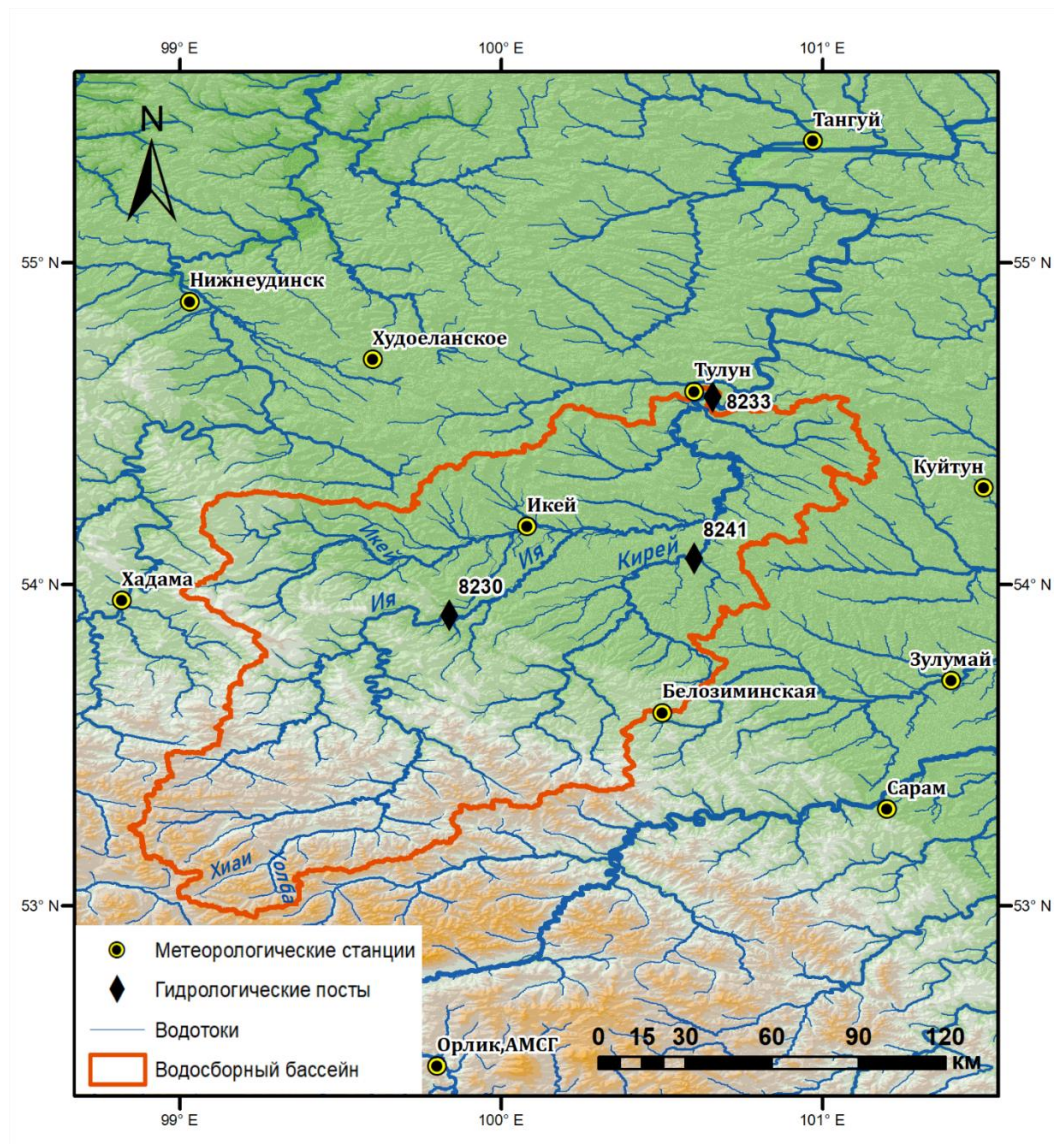 99° E 100° E 101° E
N
Тангуй
55° N 55° N
Нижнеудинск
Худоеланское
Тулун
8233
Куйтун
Икей
8241
Икей
Ия
Кирей
54° N 54° N
Хадама
8230
Ия
Зулумай
Белозиминская
Сарам
Хиаи
Холба
53° N 53° N
Метеорологические станции
Гидрологические посты
Водотоки
Водосборный бассейн
Орлик,АМСГ
0 15 30 60 90 120
КМ
99° E 100° E 101° E